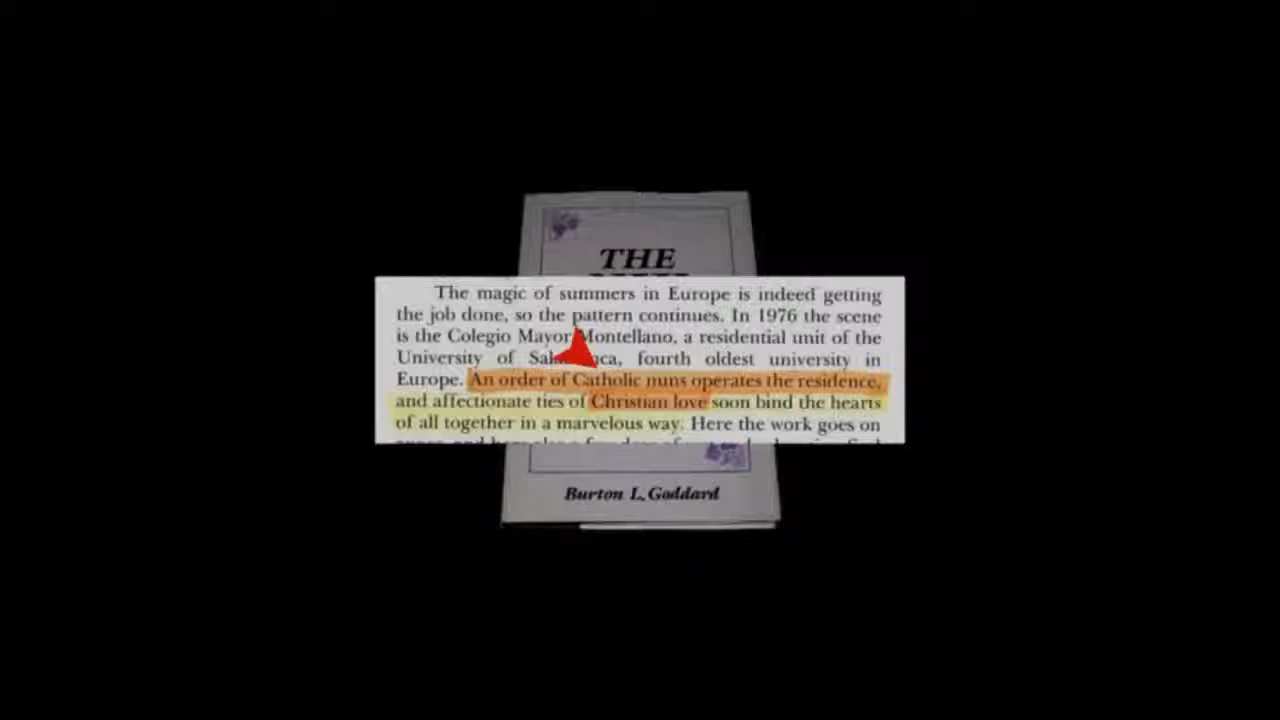 THE
The magic of summers in Europe is indeed getting
the job done, so the pattern continues. In 1976 the scene
is the Colegio Mayor Montellano, a residential unit of the
University of fourth oldest university in
Europe. An order of Catholic nuns operates the residence,
and affectionate ties of Christian love soon bind the hearts
of all together in a marvelous way. Here the work goes on
Burton L. Goddard